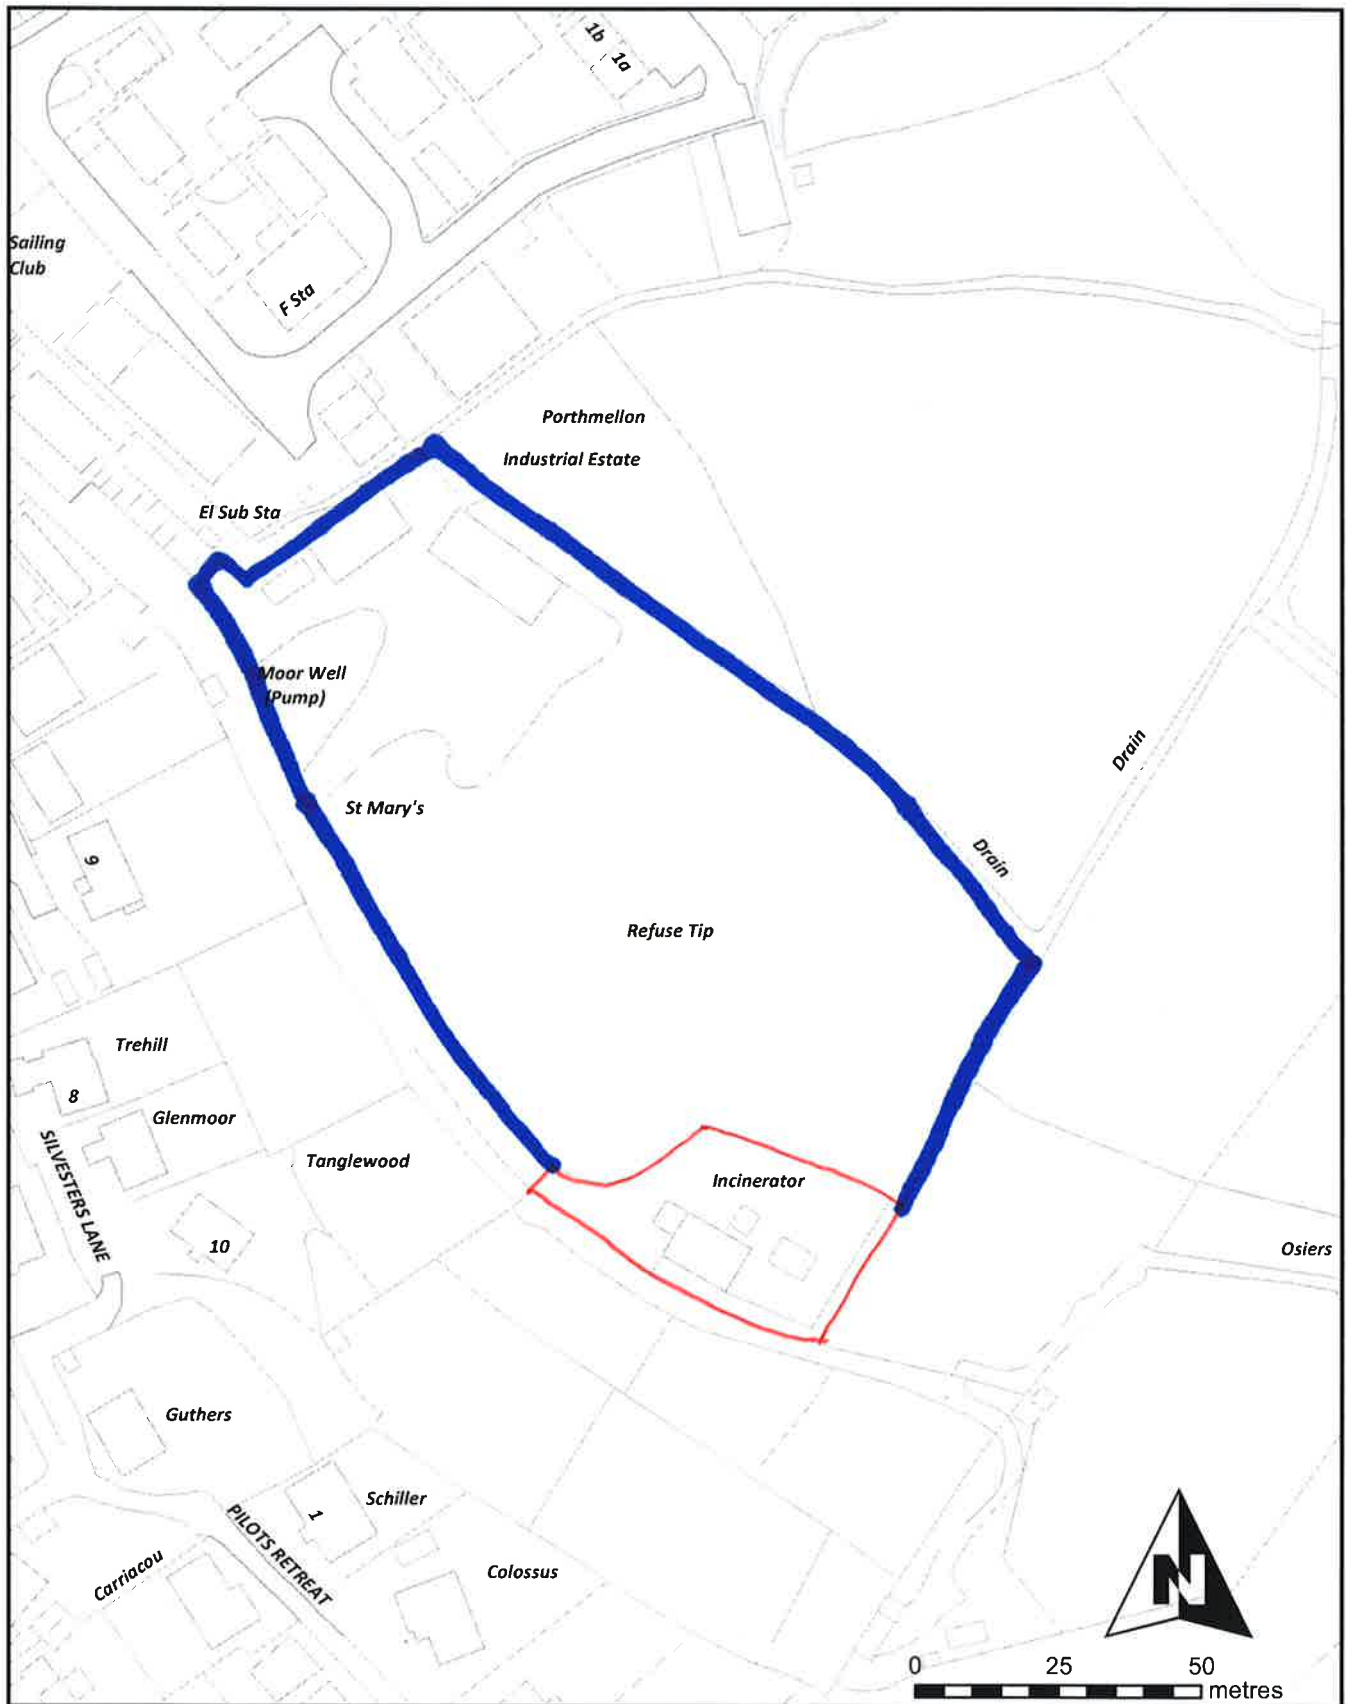 1b
1a
Sailing
Club
F Sta
Porthmellon
Industrial Estate
El Sub Sta
Moor Well
(Pump)
Drain
St Mary's
Drain
9
Refuse Tip
Trehill
8
Glenmoor
SILVESTERS LANE
Tanglewood
Incinerator
10
Osiers
Guthers
Schiller
1
PILOTS RETREAT
Carriacou
Colossus
N
0 25 50
metres